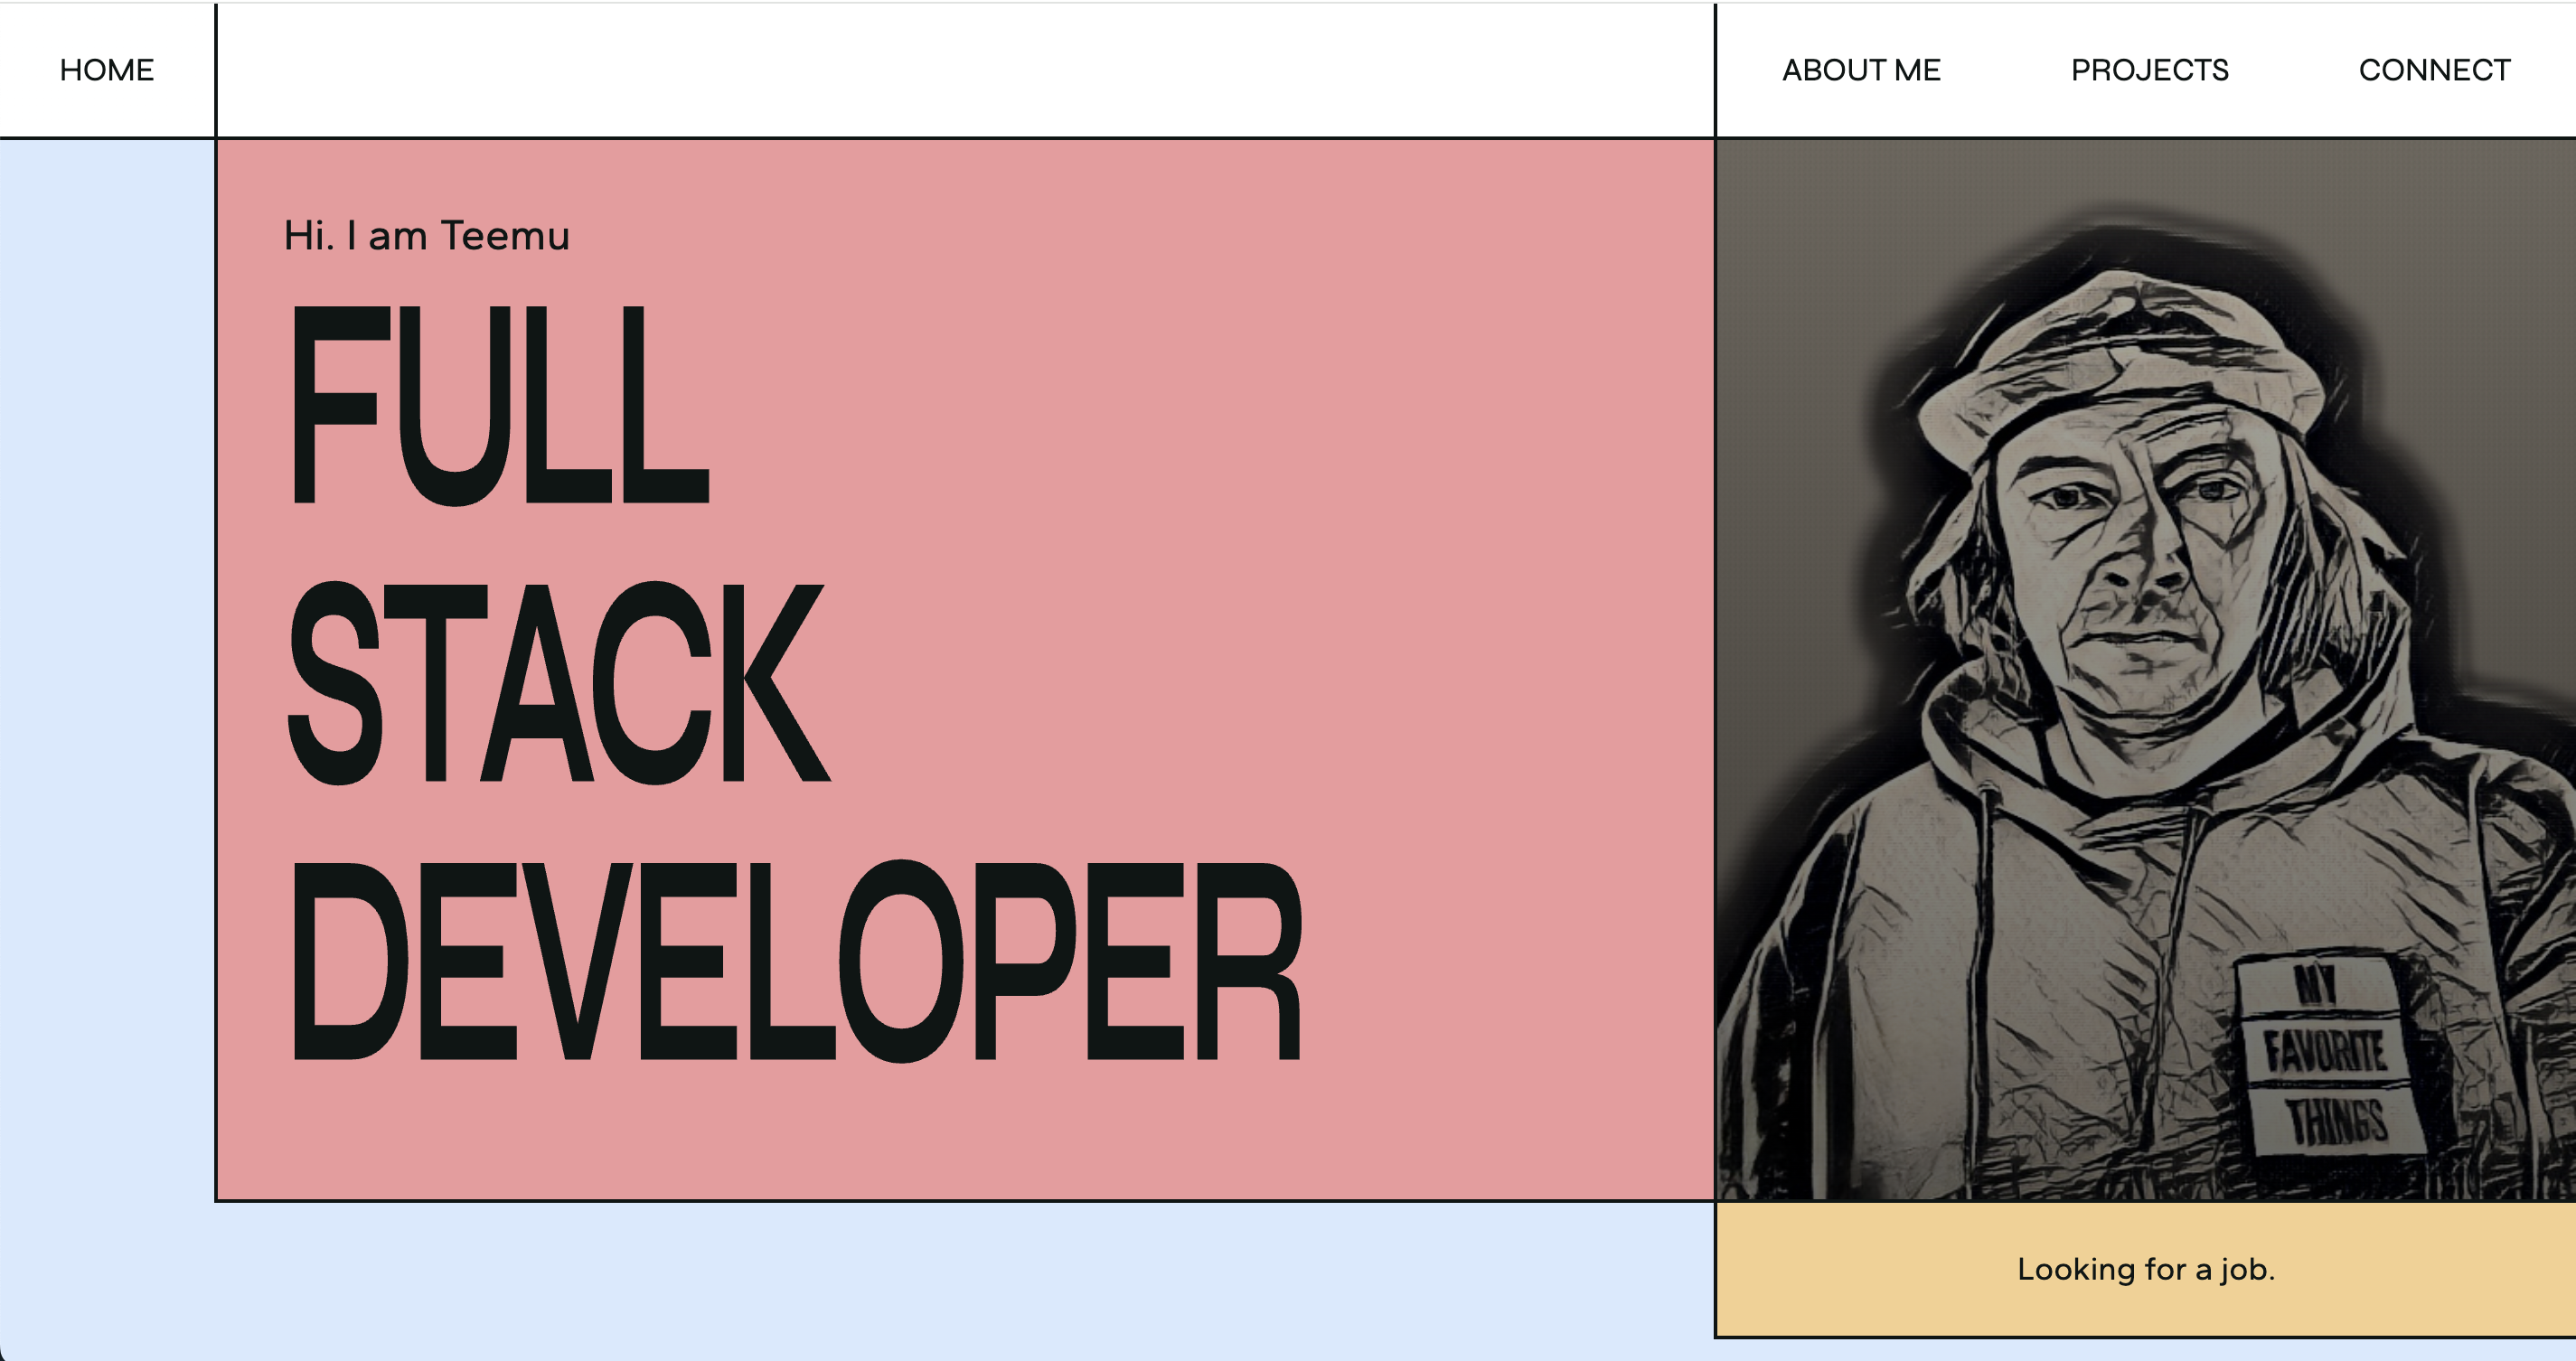 HOME
ABOUT ME
PROJECTS
CONNECT
Hi. I am Teemu
FULL
STACK
DEVELOPER
MY
FAVORITE
THINGS
Looking for a job.